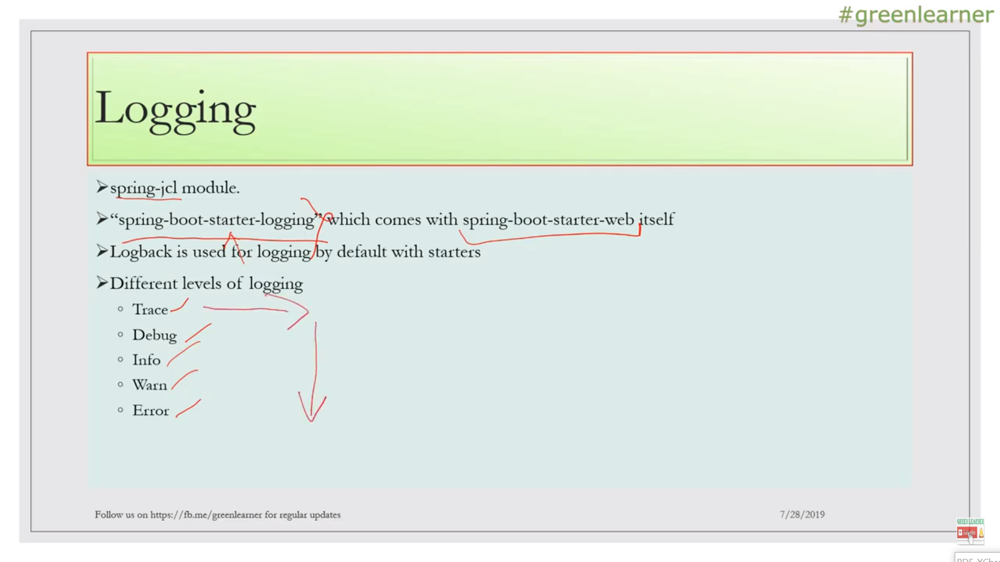 #greenlearner
Logging
➤spring-jcl module.
➤“spring-boot-starter-logging” which comes with spring-boot-starter-web itself
➤Logback is used for logging by default with starters
➤Different levels of logging
◦ Trace
◦ Debug
◦ Info
◦ Warn
◦ Error
Follow us on https://fb.me/greenlearner for regular updates
7/28/2019
GREEN LEARNER
Subscribe